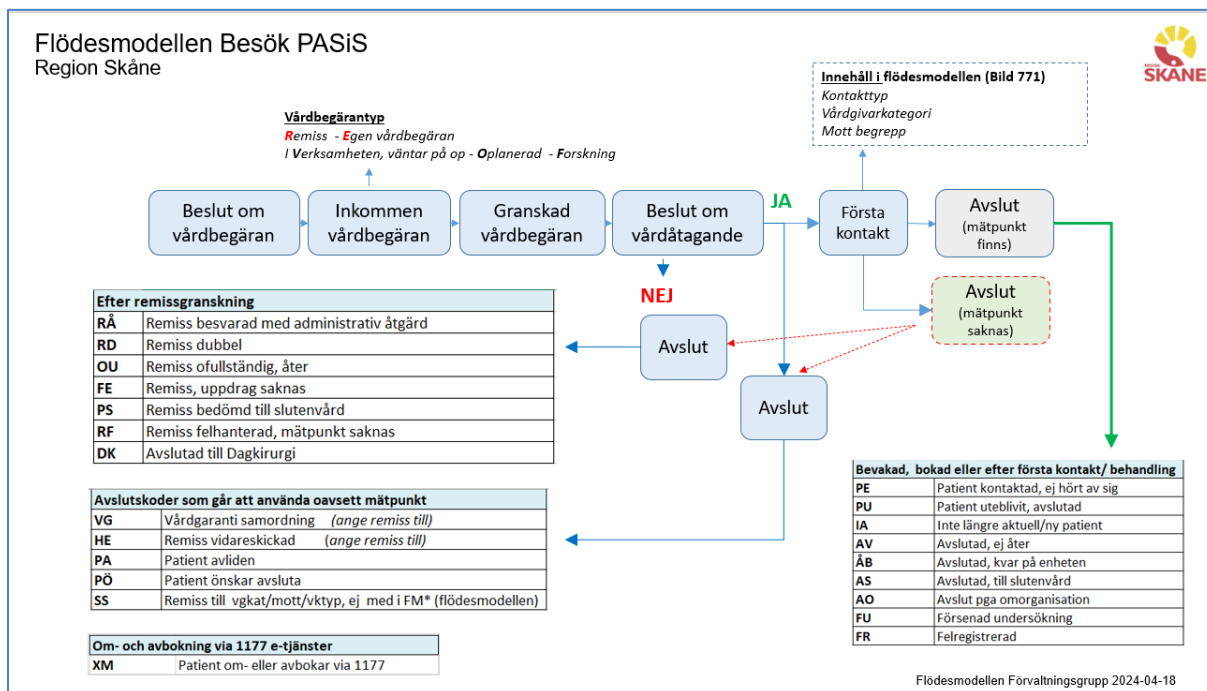 Flödesmodellen Besök PASiS
Region Skåne
REGION
SKÅNE
Innehåll i flödesmodellen (Bild 771)
Kontakttyp
Vårdgivarkategori
Mott begrepp
Vårdbegärantyp
Remiss - Egen vårdbegäran
I Verksamheten, väntar på op - Oplanerad - Forskning
Beslut om
vårdbegäran
Inkommen
vårdbegäran
Granskad
vårdbegäran
Beslut om
vårdåtagande
JA
Första
kontakt
Avslut
(mätpunkt
finns)
NEJ
Avslut
(mätpunkt
saknas)
Avslut
Avslut
Efter remissgranskning
RÅ Remiss besvarad med administrativ åtgärd
RD Remiss dubbel
OU Remiss ofullständig, åter
FE Remiss, uppdrag saknas
PS Remiss bedömd till slutenvård
RF Remiss felhanterad, mätpunkt saknas
DK Avslutad till Dagkirurgi
Avslutskoder som går att använda oavsett mätpunkt
VG Vårdgaranti samordning (ange remiss till)
HE Remiss vidareskickad (ange remiss till)
PA Patient avliden
PÖ Patient önskar avsluta
SS Remiss till vgkat/mott/vktyp, ej med i FM* (flödesmodellen)
Om- och avbokning via 1177 e-tjänster
XM Patient om- eller avbokar via 1177
Bevakad, bokad eller efter första kontakt/ behandling
PE Patient kontaktad, ej hört av sig
PU Patient uteblivit, avslutad
IA Inte längre aktuell/ny patient
AV Avslutad, ej åter
ÅB Avslutad, kvar på enheten
AS Avslutad, till slutenvård
AO Avslut pga omorganisation
FU Försenad undersökning
FR Felregistrerad
Flödesmodellen Förvaltningsgrupp 2024-04-18